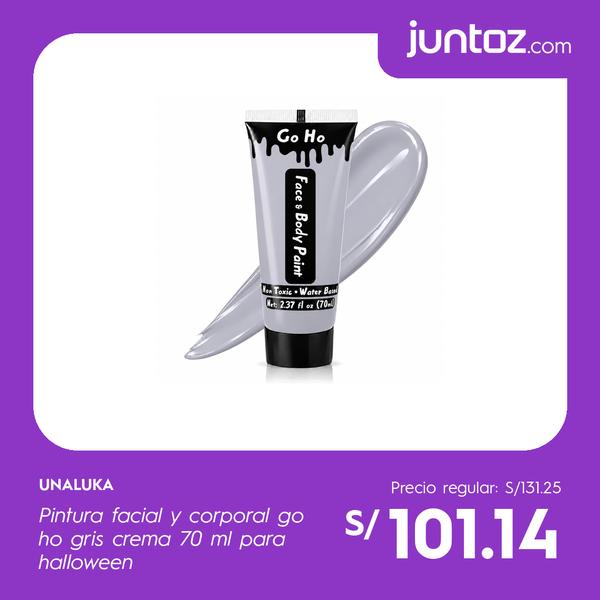 juntoz.com
Go Ho
Face & Body Paint
Non Toxic • Water Based
Net: 2.37 fl oz (70ml)
UNALUKA
Pintura facial y corporal go
ho gris crema 70 ml para
halloween
Precio regular: S/131.25
S/101.14